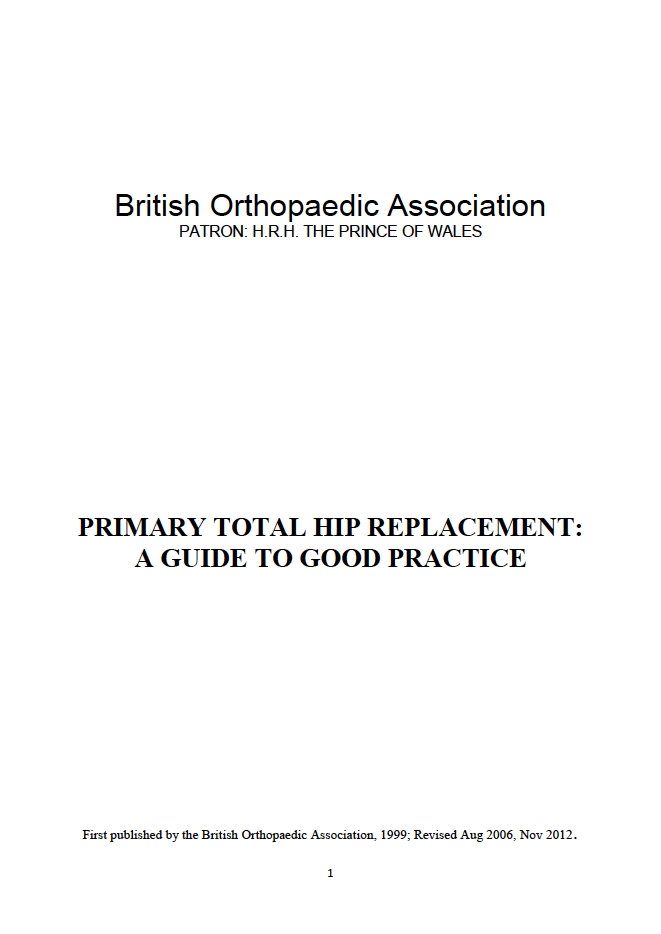 British Orthopaedic Association
PATRON: H.R.H. THE PRINCE OF WALES
PRIMARY TOTAL HIP REPLACEMENT:
A GUIDE TO GOOD PRACTICE
First published by the British Orthopaedic Association, 1999; Revised Aug 2006, Nov 2012.
1